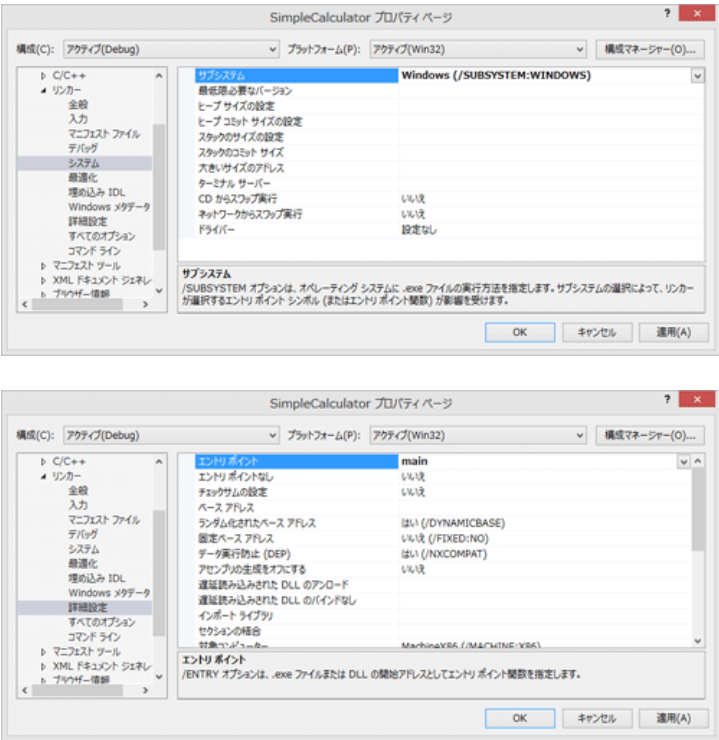 SimpleCalculator プロパティ ページ
? ×
構成(C): アクティブ(Debug) プラットフォーム(P): アクティブ(Win32) 構成マネージャー(O)...
C/C++
リンカー
全般
入力
マニフェスト ファイル
デバッグ
システム
最適化
埋め込み IDL
Windows メタデータ
詳細設定
すべてのオプション
コマンド ライン
マニフェスト ツール
XML ドキュメント ジェネレ
ブラウザー情報
サブシステム Windows (/SUBSYSTEM:WINDOWS)
最低限必要なバージョン
ヒープ サイズの設定
ヒープ コミット サイズの設定
スタックのサイズの設定
スタックのコミット サイズ
大きいサイズのアドレス
ターミナル サーバー
CD からスワップ実行 いいえ
ネットワークからスワップ実行 いいえ
ドライバー 設定なし
サブシステム
/SUBSYSTEM オプションは、オペレーティング システムに .exe ファイルの実行方法を指定します。サブシステムの選択によって、リンカー
が選択するエントリ ポイント シンボル (またはエントリ ポイント関数) が影響を受けます。
OK キャンセル 適用(A)
SimpleCalculator プロパティ ページ
? ×
構成(C): アクティブ(Debug) プラットフォーム(P): アクティブ(Win32) 構成マネージャー(O)...
C/C++
リンカー
全般
入力
マニフェスト ファイル
デバッグ
システム
最適化
埋め込み IDL
Windows メタデータ
詳細設定
すべてのオプション
コマンド ライン
マニフェスト ツール
XML ドキュメント ジェネレ
ブラウザー情報
エントリ ポイント main
エントリ ポイントなし いいえ
チェックサムの設定 いいえ
ベース アドレス
ランダム化されたベース アドレス はい (/DYNAMICBASE)
固定ベース アドレス いいえ (/FIXED:NO)
データ実行防止 (DEP) はい (/NXCOMPAT)
アセンブリの生成をオフにする いいえ
遅延読み込みされた DLL のアンロード
遅延読み込みされた DLL のバインドなし
インポート ライブラリ
セクションの結合
対象コンピューター MachineX86 (/MACHINE:X86)
エントリ ポイント
/ENTRY オプションは、.exe ファイルまたは DLL の開始アドレスとしてエントリ ポイント関数を指定します。
OK キャンセル 適用(A)